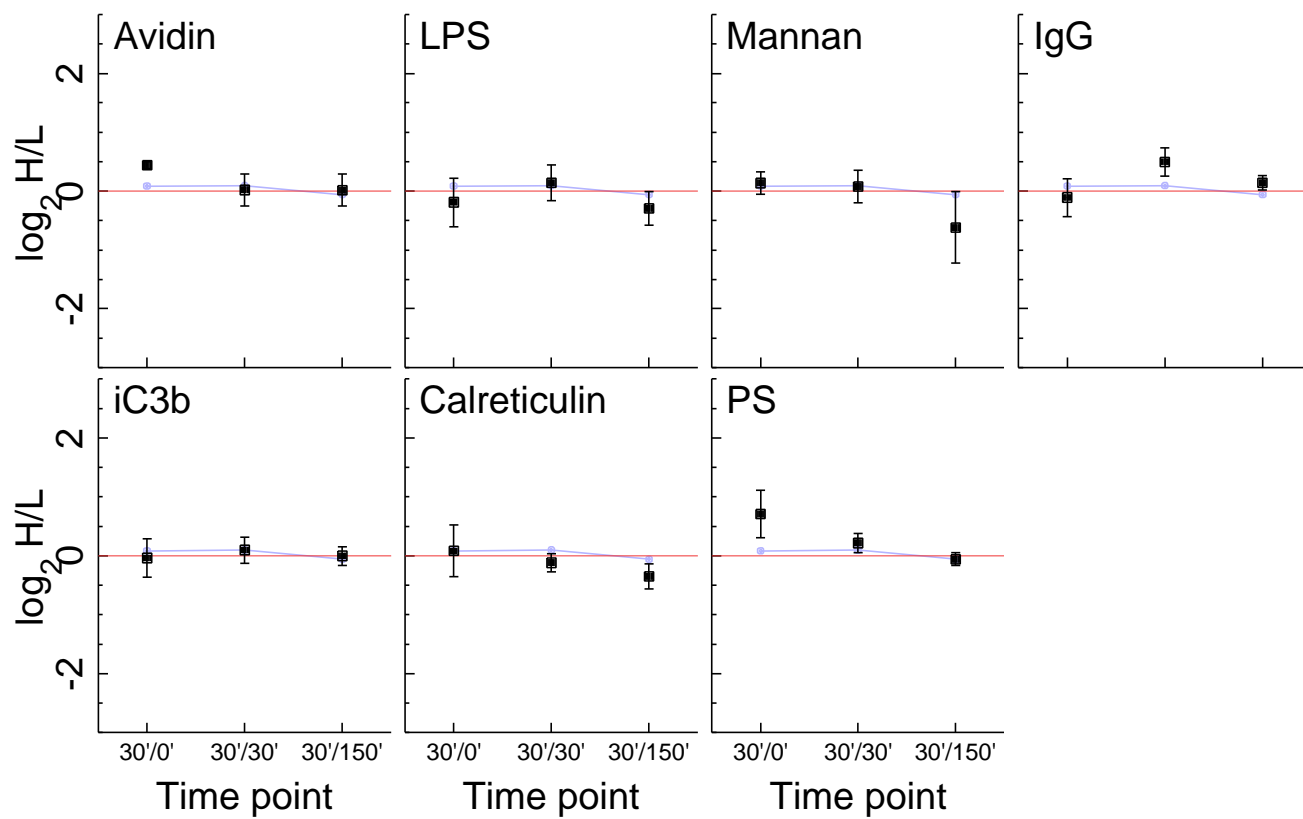 Avidin
LPS
Mannan
IgG
log2 H/L
2
0
-2
iC3b
Calreticulin
PS
log2 H/L
2
0
-2
30'/0' 30'/30' 30'/150'
30'/0' 30'/30' 30'/150'
30'/0' 30'/30' 30'/150'
Time point
Time point
Time point